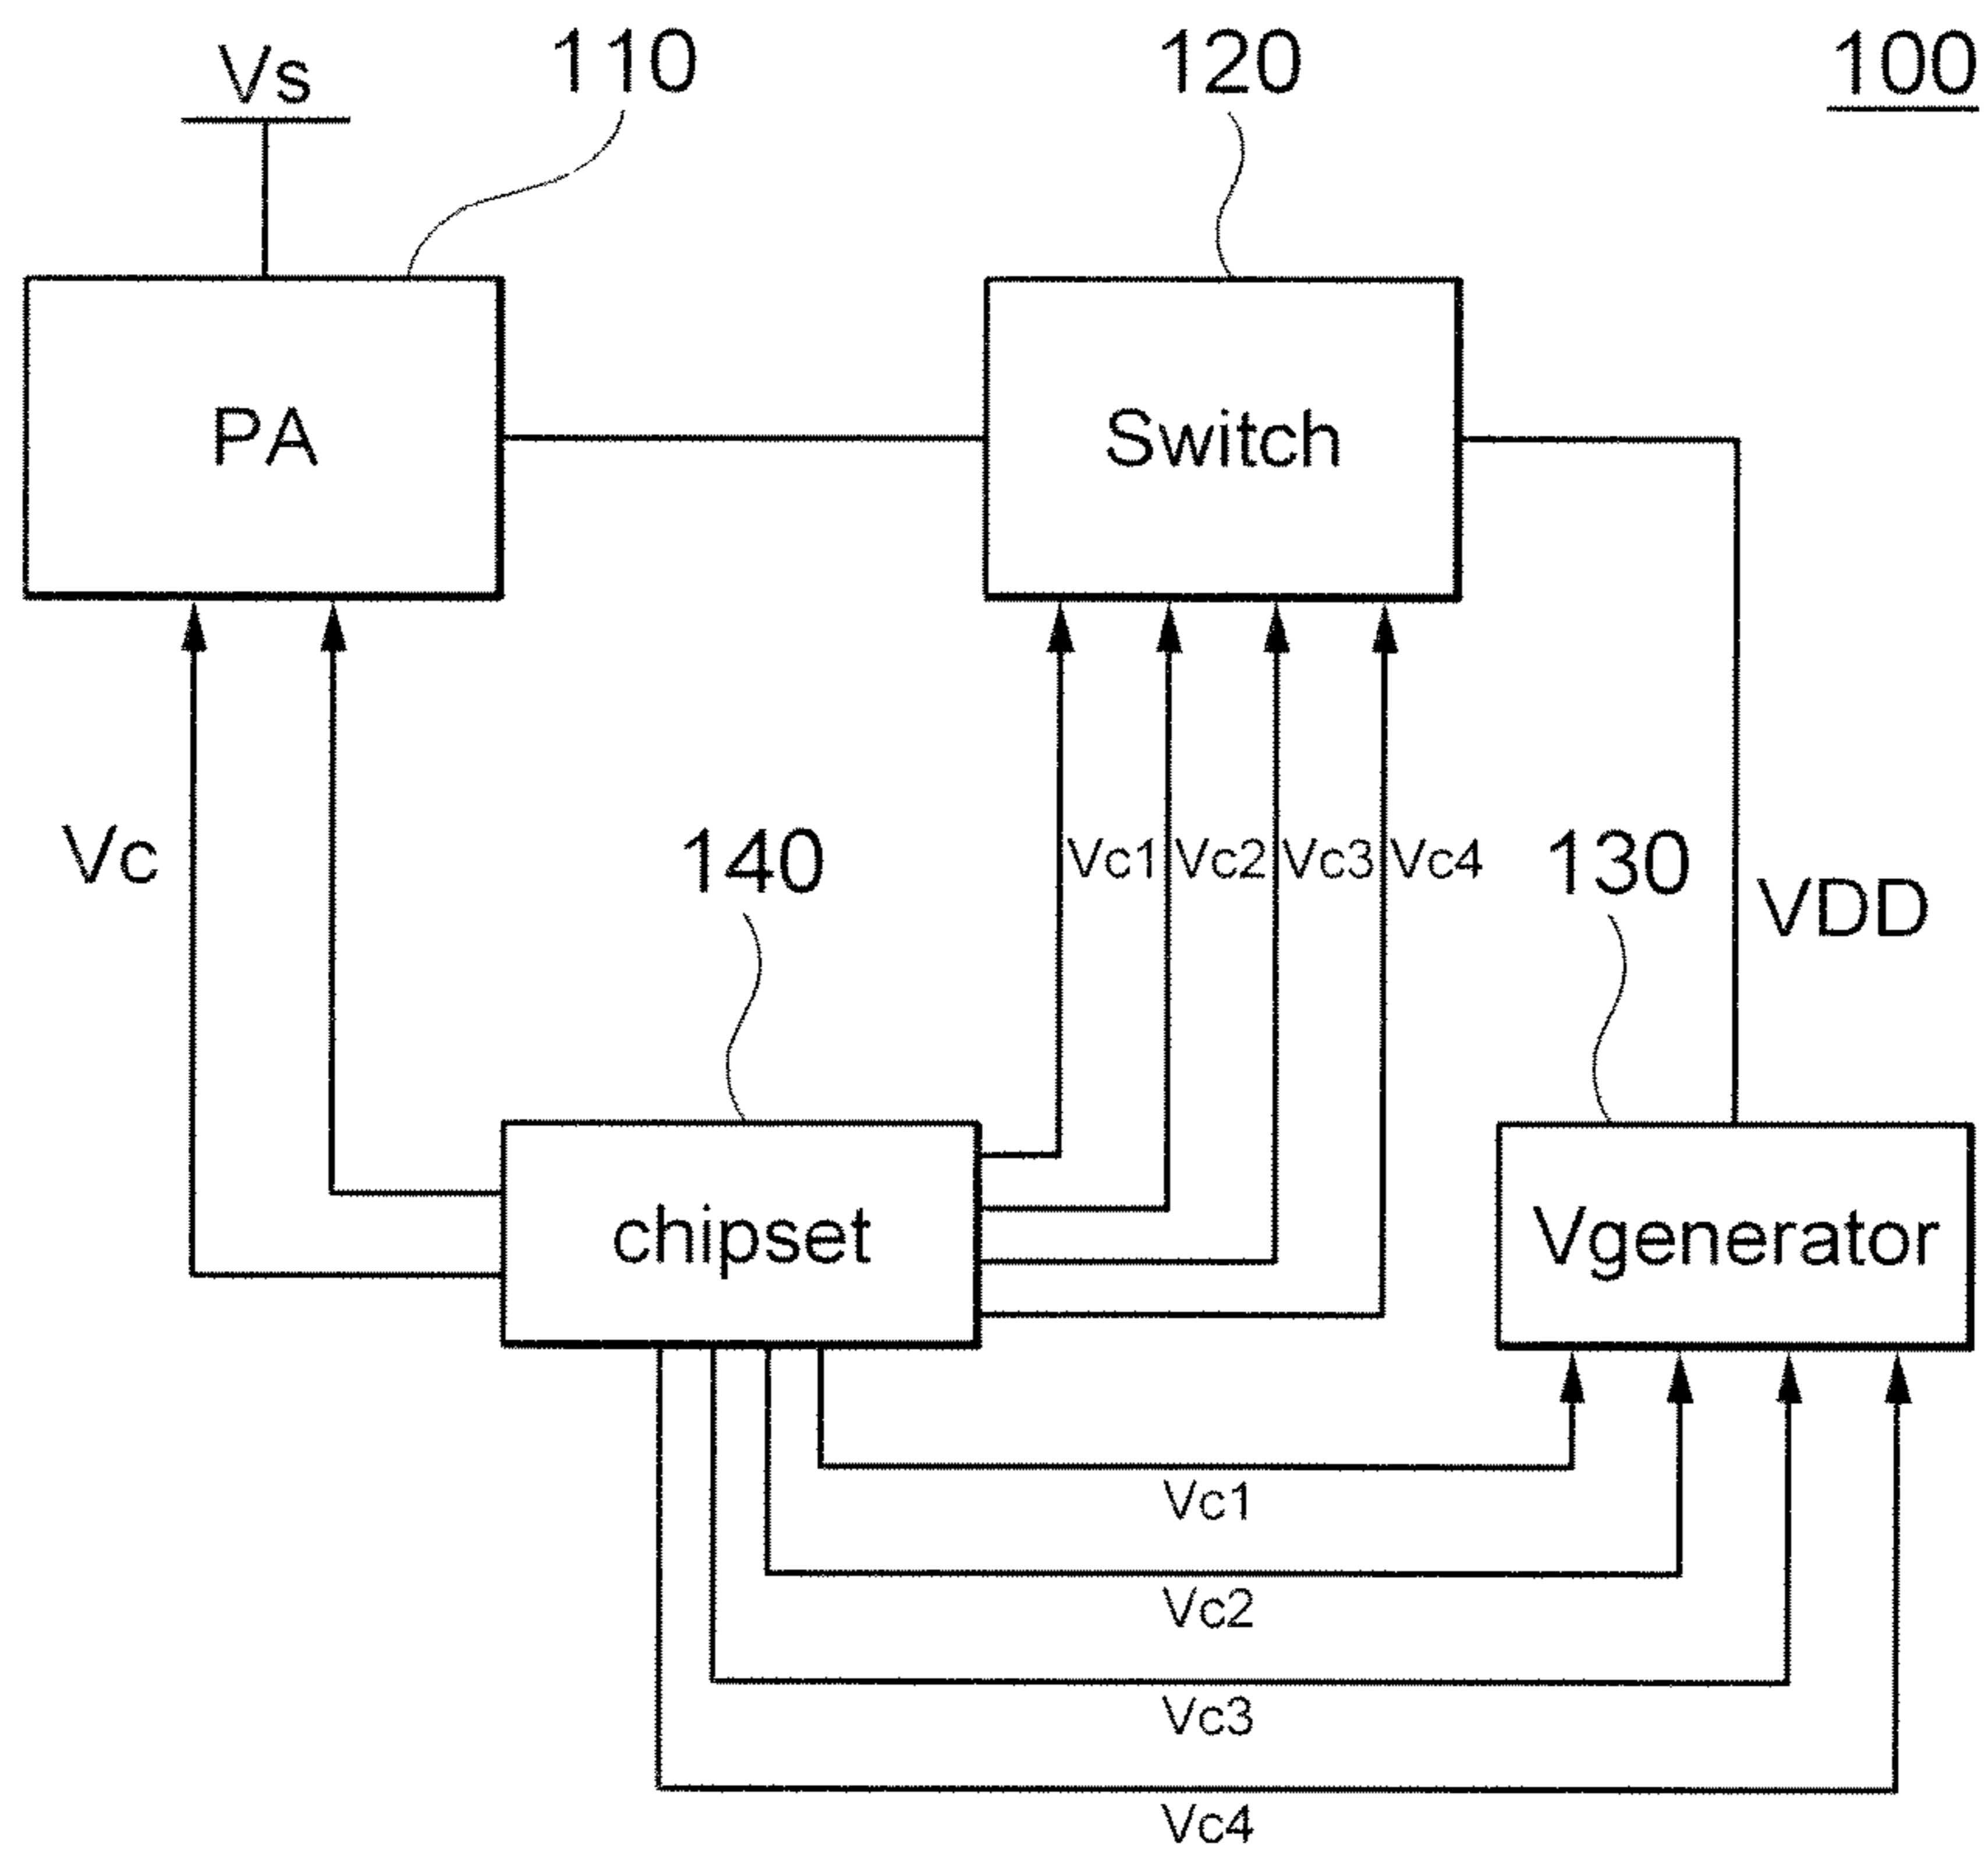 Vs
110
120
100
PA
Switch
Vc
140
Vc1
Vc2
Vc3
Vc4
130
VDD
chipset
Vgenerator
Vc1
Vc2
Vc3
Vc4